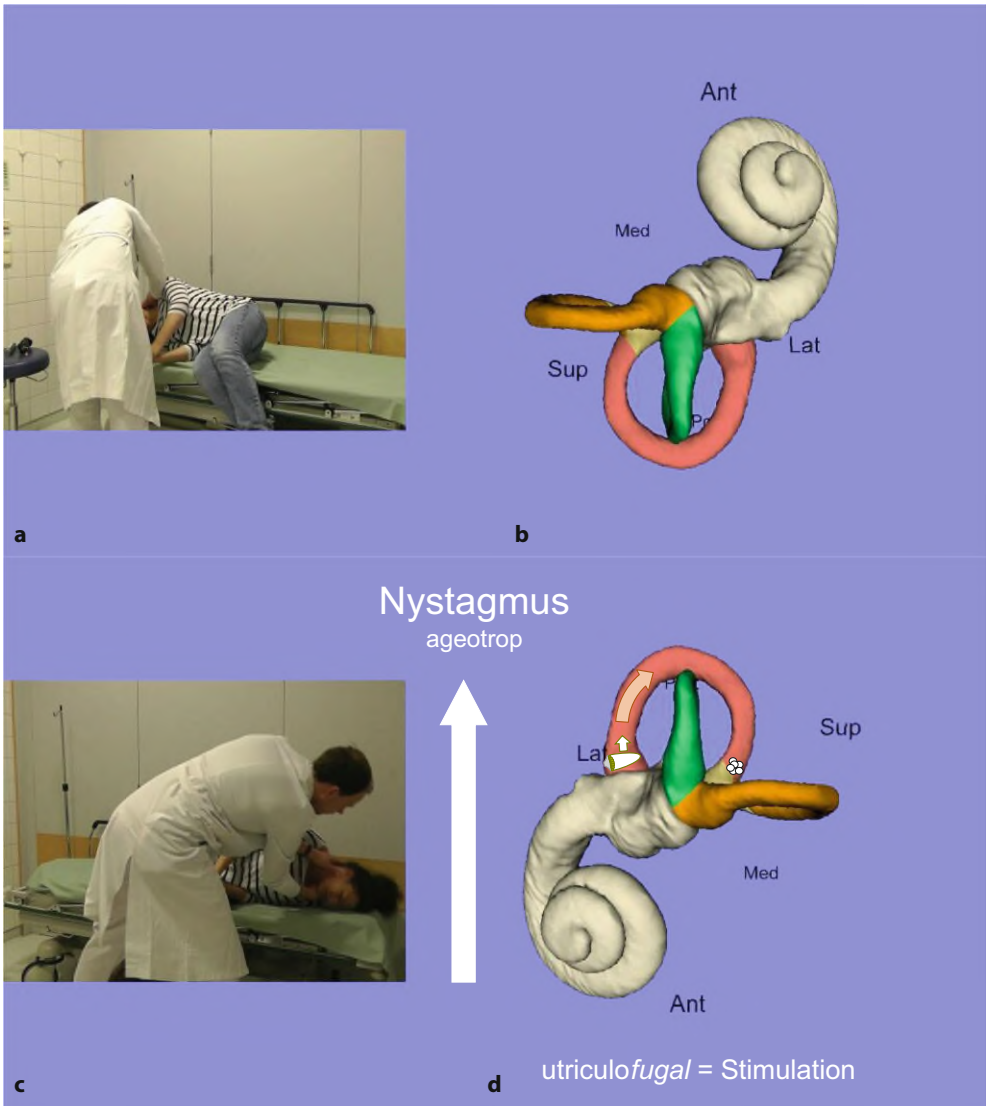 Ant
Med
Lat
Sup
a
b
Nystagmus
ageotrop
Lat
Sup
Med
Ant
c
d
utriculofugal = Stimulation